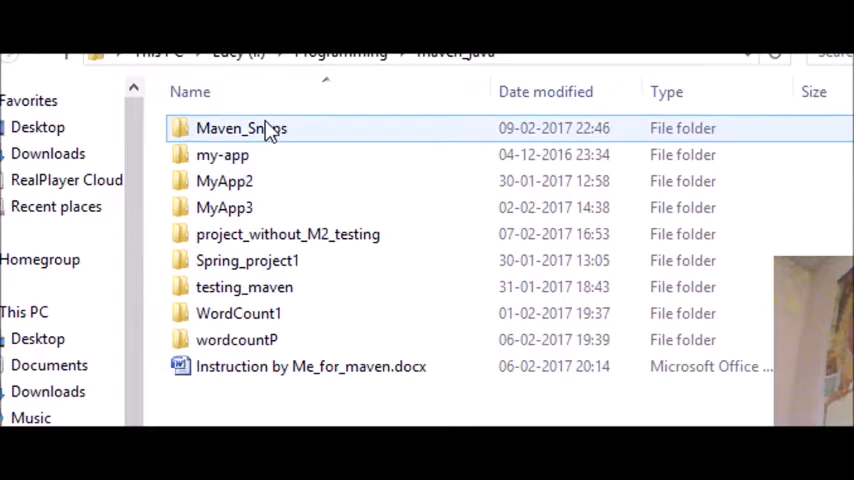 Name Date modified Type Size
Favorites
Desktop
Downloads
RealPlayer Cloud
Recent places
Homegroup
This PC
Desktop
Documents
Downloads
Music
09-02-2017 22:46 File folder
my-app 04-12-2016 23:34 File folder
MyApp2 30-01-2017 12:58 File folder
MyApp3 02-02-2017 14:38 File folder
project_without_M2_testing 07-02-2017 16:53 File folder
Spring_project1 30-01-2017 13:05 File folder
testing_maven 31-01-2017 18:43 File folder
WordCount1 01-02-2017 19:37 File folder
wordcountP 06-02-2017 19:39 File folder
Instruction by Me_for_maven.docx 06-02-2017 20:14 Microsoft Office ...